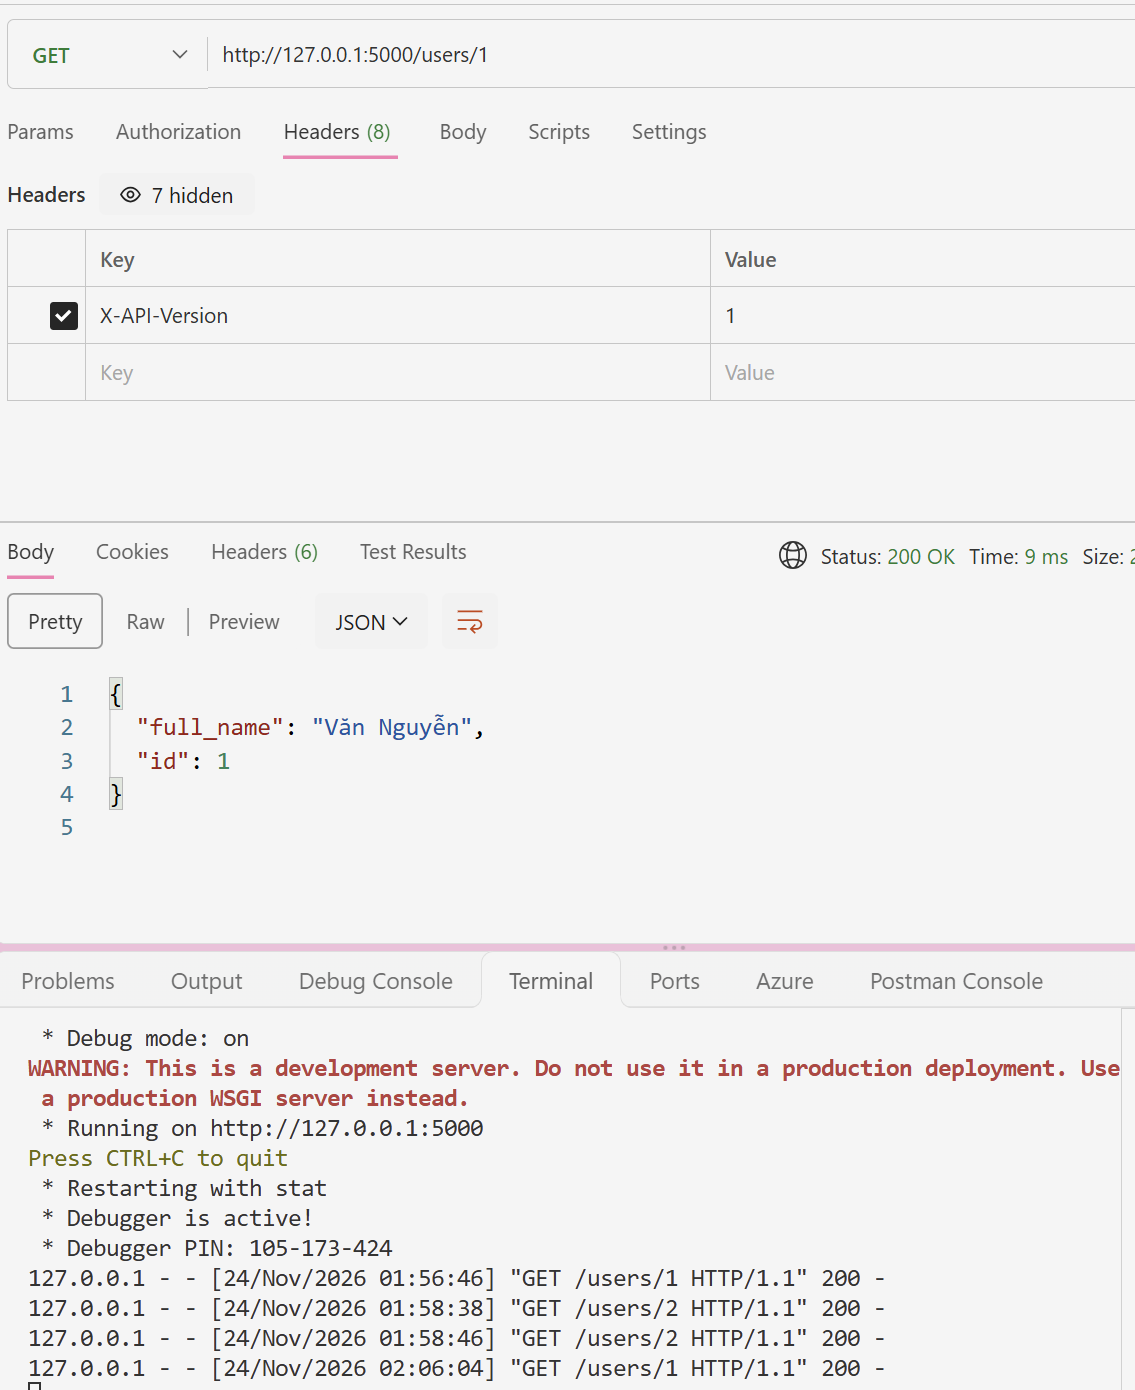 GET http://127.0.0.1:5000/users/1
Params Authorization Headers (8) Body Scripts Settings
Headers 7 hidden
Key Value
X-API-Version 1
Key Value
Body Cookies Headers (6) Test Results Status: 200 OK Time: 9 ms Size:
Pretty Raw Preview JSON
1 {
2 "full_name": "Văn Nguyễn",
3 "id": 1
4 }
5
Problems Output Debug Console Terminal Ports Azure Postman Console
* Debug mode: on
WARNING: This is a development server. Do not use it in a production deployment. Use
a production WSGI server instead.
* Running on http://127.0.0.1:5000
Press CTRL+C to quit
* Restarting with stat
* Debugger is active!
* Debugger PIN: 105-173-424
127.0.0.1 - - [24/Nov/2026 01:56:46] "GET /users/1 HTTP/1.1" 200 -
127.0.0.1 - - [24/Nov/2026 01:58:38] "GET /users/2 HTTP/1.1" 200 -
127.0.0.1 - - [24/Nov/2026 01:58:46] "GET /users/2 HTTP/1.1" 200 -
127.0.0.1 - - [24/Nov/2026 02:06:04] "GET /users/1 HTTP/1.1" 200 -